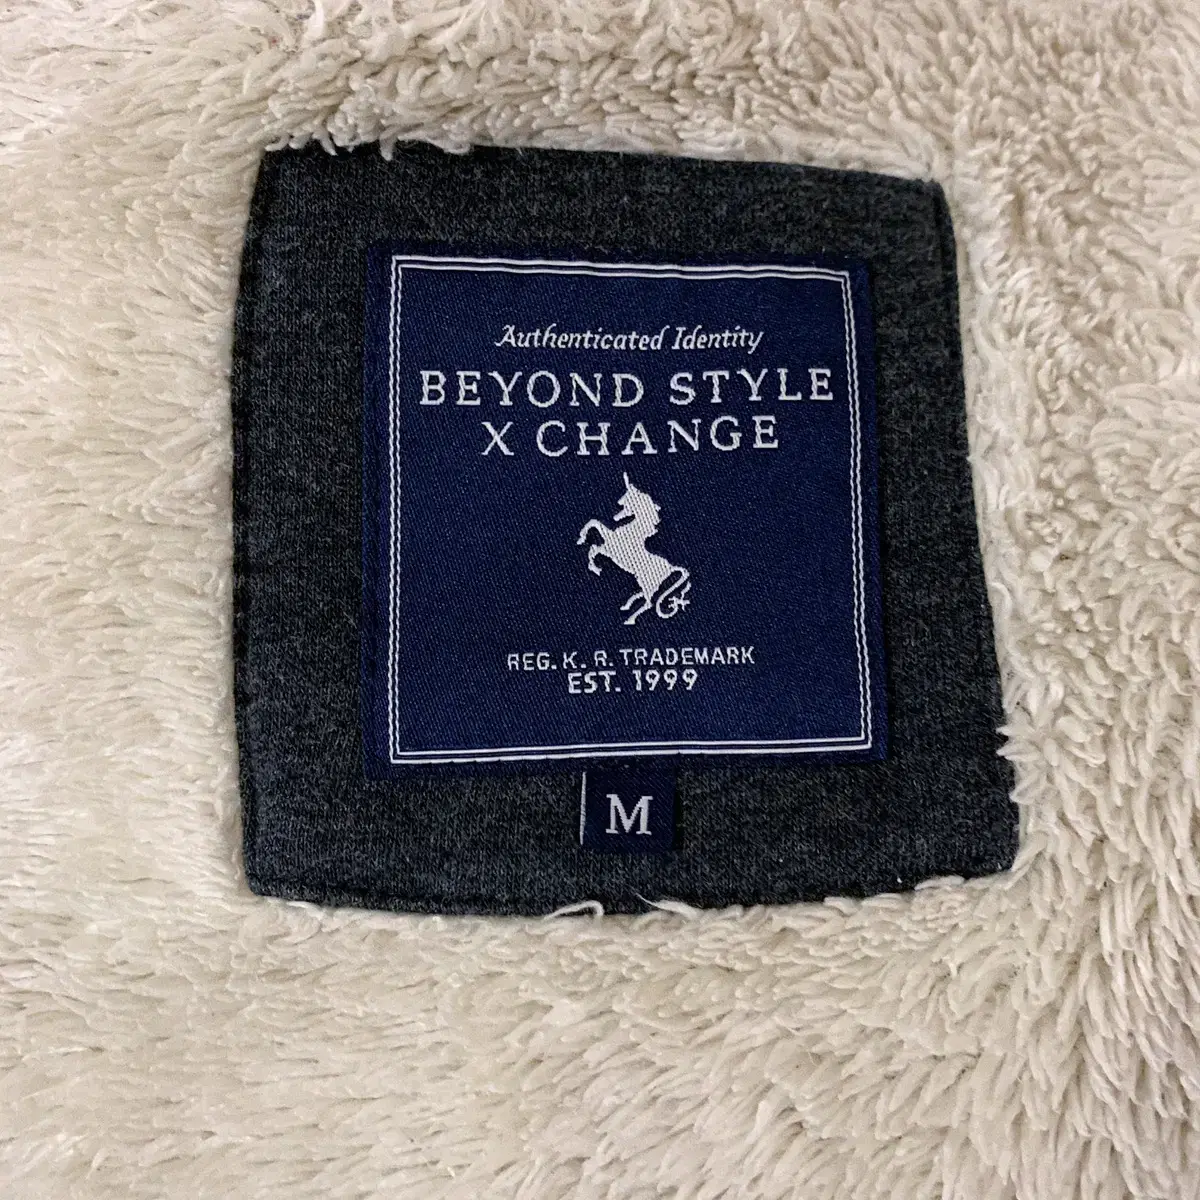 Authenticated Identity
BEYOND STYLE
X CHANGE
REG. K. R. TRADEMARK
EST. 1999
M